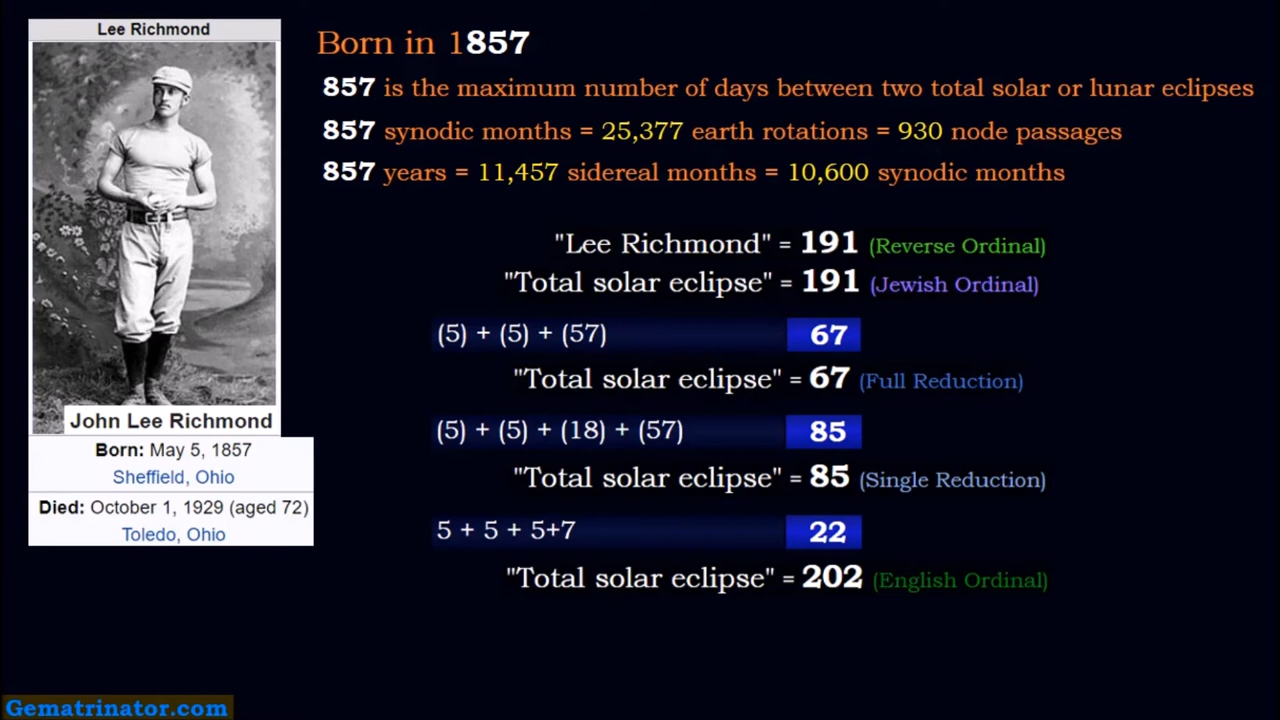 Lee Richmond
John Lee Richmond
Born: May 5, 1857
Sheffield, Ohio
Died: October 1, 1929 (aged 72)
Toledo, Ohio
Born in 1857
857 is the maximum number of days between two total solar or lunar eclipses
857 synodic months = 25,377 earth rotations = 930 node passages
857 years = 11,457 sidereal months = 10,600 synodic months
"Lee Richmond" = 191 (Reverse Ordinal)
"Total solar eclipse" = 191 (Jewish Ordinal)
(5) + (5) + (57) 67
"Total solar eclipse" = 67 (Full Reduction)
(5) + (5) + (18) + (57) 85
"Total solar eclipse" = 85 (Single Reduction)
5 + 5 + 5+7 22
"Total solar eclipse" = 202 (English Ordinal)
Gematrinator.com